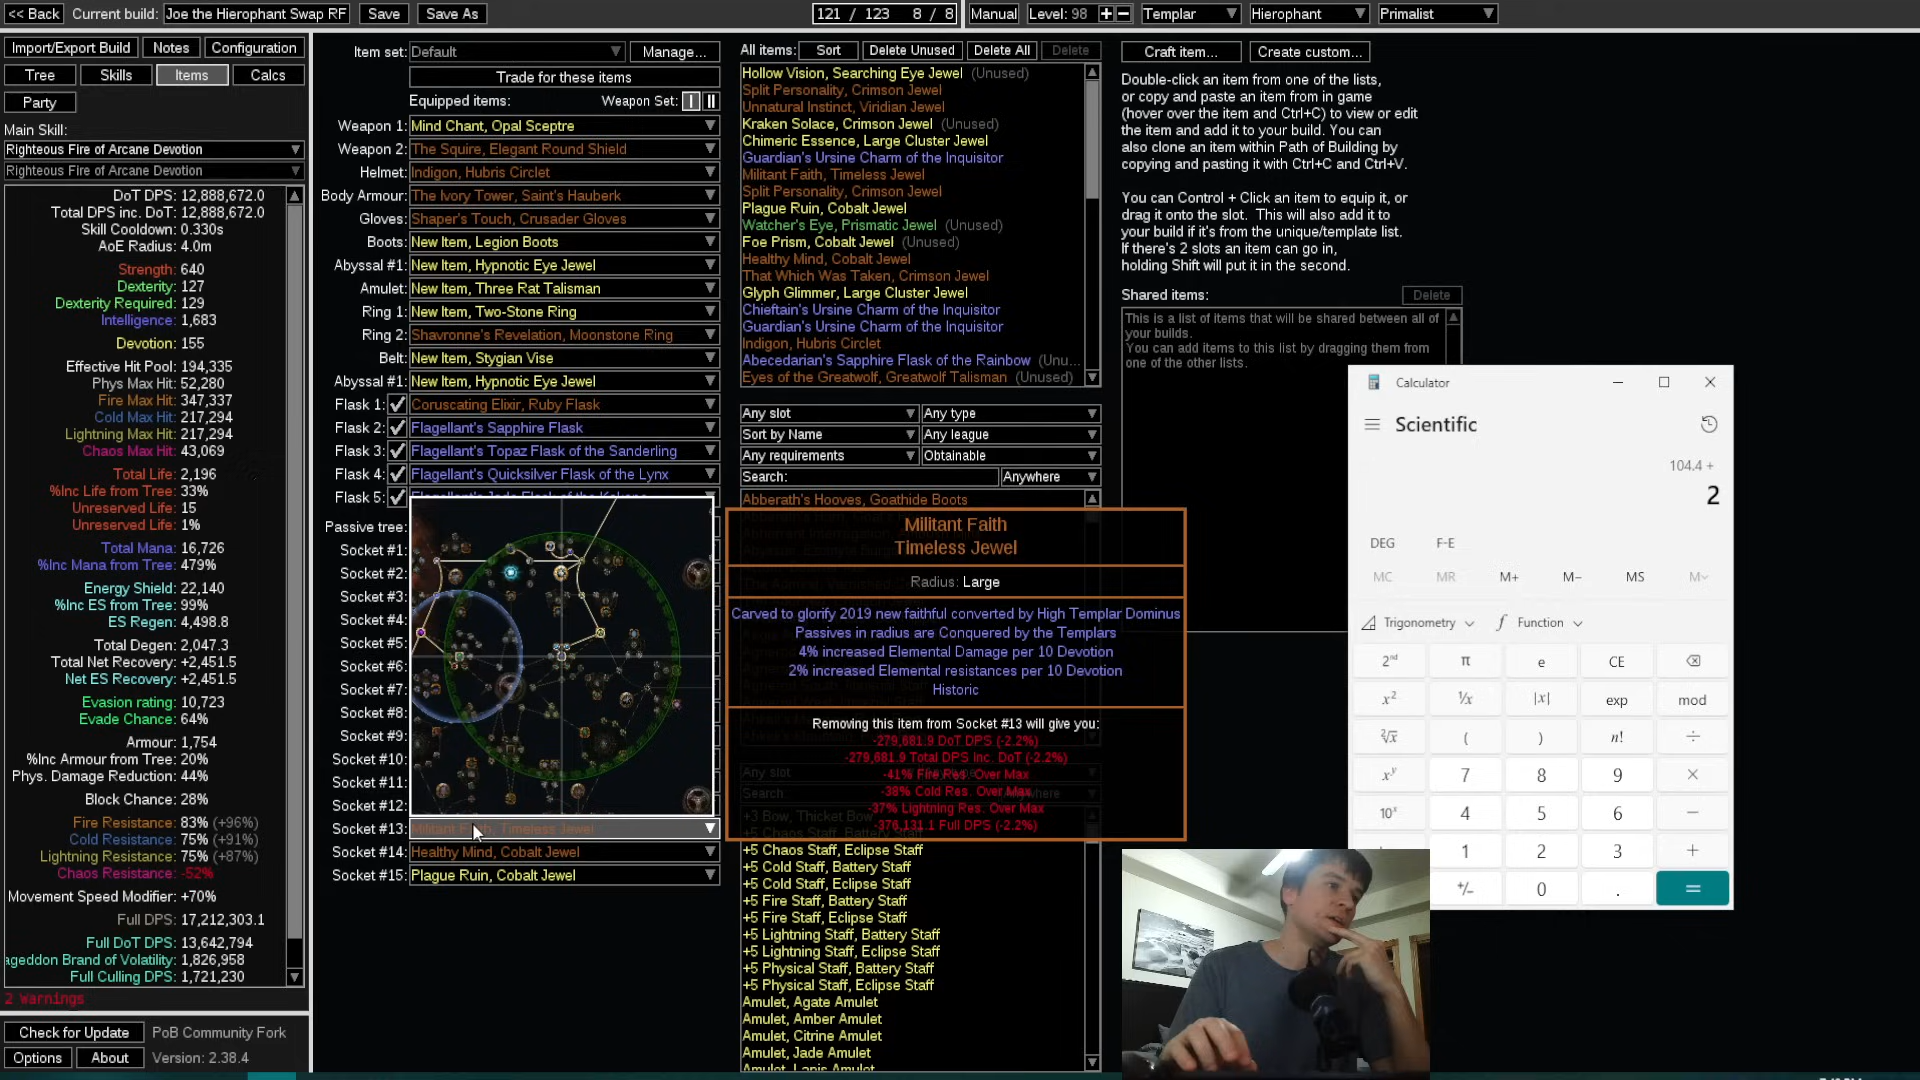 << Back
Current build: Joe the Hierophant Swap RF
Save
Save As
121 / 123 8 / 8
Manual
Level: 98
Templar
Hierophant
Primalist
Import/Export Build
Notes
Configuration
Tree
Skills
Items
Calcs
Party
Main Skill:
Righteous Fire of Arcane Devotion
Righteous Fire of Arcane Devotion
DoT DPS: 12,888,672.0
Total DPS inc. DoT: 12,888,672.0
Skill Cooldown: 0.330s
AoE Radius: 4.0m
Strength: 640
Dexterity: 127
Dexterity Required: 129
Intelligence: 1,683
Devotion: 155
Effective Hit Pool: 194,335
Phys Max Hit: 52,280
Fire Max Hit: 347,337
Cold Max Hit: 217,294
Lightning Max Hit: 217,294
Chaos Max Hit: 43,069
Total Life: 2,196
%Inc Life from Tree: 33%
Unreserved Life: 15
Unreserved Life: 1%
Total Mana: 16,726
%Inc Mana from Tree: 479%
Energy Shield: 22,140
%Inc ES from Tree: 99%
ES Regen: 4,498.8
Total Degen: 2,047.3
Total Net Recovery: +2,451.5
Net ES Recovery: +2,451.5
Evasion rating: 10,723
Evade Chance: 64%
Armour: 1,754
%Inc Armour from Tree: 20%
Phys. Damage Reduction: 44%
Block Chance: 28%
Fire Resistance: 83% (+96%)
Cold Resistance: 75% (+91%)
Lightning Resistance: 75% (+87%)
Chaos Resistance: -52%
Movement Speed Modifier: +70%
Full DPS: 17,212,303.1
Full DoT DPS: 13,642,794
ageddon Brand of Volatility: 1,826,958
Full Culling DPS: 1,721,230
2 Warnings
Check for Update
PoB Community Fork
Options
About
Version: 2.38.4
Item set: Default
Manage...
Trade for these items
Equipped items:
Weapon Set: I II
Weapon 1: Mind Chant, Opal Sceptre
Weapon 2: The Squire, Elegant Round Shield
Helmet: Indigon, Hubris Circlet
Body Armour: The Ivory Tower, Saint's Hauberk
Gloves: Shaper's Touch, Crusader Gloves
Boots: New Item, Legion Boots
Abyssal #1: New Item, Hypnotic Eye Jewel
Amulet: New Item, Three Rat Talisman
Ring 1: New Item, Two-Stone Ring
Ring 2: Shavronne's Revelation, Moonstone Ring
Belt: New Item, Stygian Vise
Abyssal #1: New Item, Hypnotic Eye Jewel
Flask 1: Coruscating Elixir, Ruby Flask
Flask 2: Flagellant's Sapphire Flask
Flask 3: Flagellant's Topaz Flask of the Sanderling
Flask 4: Flagellant's Quicksilver Flask of the Lynx
Flask 5:
Passive tree:
Socket #1:
Socket #2:
Socket #3:
Socket #4:
Socket #5:
Socket #6:
Socket #7:
Socket #8:
Socket #9:
Socket #10:
Socket #11:
Socket #12:
Socket #13: Militant Faith, Timeless Jewel
Socket #14: Healthy Mind, Cobalt Jewel
Socket #15: Plague Ruin, Cobalt Jewel
All items:
Sort
Delete Unused
Delete All
Delete
Hollow Vision, Searching Eye Jewel (Unused)
Split Personality, Crimson Jewel
Unnatural Instinct, Viridian Jewel
Kraken Solace, Crimson Jewel (Unused)
Chimeric Essence, Large Cluster Jewel
Guardian's Ursine Charm of the Inquisitor
Militant Faith, Timeless Jewel
Split Personality, Crimson Jewel
Plague Ruin, Cobalt Jewel
Watcher's Eye, Prismatic Jewel (Unused)
Foe Prism, Cobalt Jewel (Unused)
Healthy Mind, Cobalt Jewel
That Which Was Taken, Crimson Jewel
Glyph Glimmer, Large Cluster Jewel
Chieftain's Ursine Charm of the Inquisitor
Guardian's Ursine Charm of the Inquisitor
Indigon, Hubris Circlet
Abecedarian's Sapphire Flask of the Rainbow (Unu...
Eyes of the Greatwolf, Greatwolf Talisman (Unused)
Any slot
Any type
Sort by Name
Any league
Any requirements
Obtainable
Search:
Anywhere
Abberath's Hooves, Goathide Boots
Militant Faith
Timeless Jewel
Radius: Large
Carved to glorify 2019 new faithful converted by High Templar Dominus
Passives in radius are Conquered by the Templars
4% increased Elemental Damage per 10 Devotion
2% increased Elemental resistances per 10 Devotion
Historic
Removing this item from Socket #13 will give you:
-279,681.9 DoT DPS (-2.2%)
-279,681.9 Total DPS inc. DoT (-2.2%)
-41% Fire Res. Over Max
-38% Cold Res. Over Max
-37% Lightning Res. Over Max
-376,131.1 Full DPS (-2.2%)
Any slot
Search:
+3 Bow, Thicket Bow
+5 Chaos Staff, Eclipse Staff
+5 Cold Staff, Battery Staff
+5 Cold Staff, Eclipse Staff
+5 Fire Staff, Battery Staff
+5 Fire Staff, Eclipse Staff
+5 Lightning Staff, Battery Staff
+5 Lightning Staff, Eclipse Staff
+5 Physical Staff, Battery Staff
+5 Physical Staff, Eclipse Staff
Amulet, Agate Amulet
Amulet, Amber Amulet
Amulet, Citrine Amulet
Amulet, Jade Amulet
Amulet, Lapis Amulet
Craft item...
Create custom...
Double-click an item from one of the lists,
or copy and paste an item from in game
(hover over the item and Ctrl+C) to view or edit
the item and add it to your build. You can
also clone an item within Path of Building by
copying and pasting it with Ctrl+C and Ctrl+V.
You can Control + Click an item to equip it, or
drag it onto the slot. This will also add it to
your build if it's from the unique/template list.
If there's 2 slots an item can go in,
holding Shift will put it in the second.
Shared items:
Delete
This is a list of items that will be shared between all of
your builds.
You can add items to this list by dragging them from
one of the other lists.
Calculator
Scientific
104.4 +
2
DEG
F-E
MC MR M+ M− MS M
Trigonometry
Function
2nd π e CE
x² ¹/x |x| exp mod
²√x ( ) n! ÷
xʸ 7 8 9 ×
10ˣ 4 5 6 −
1 2 3 +
+/− 0 . =